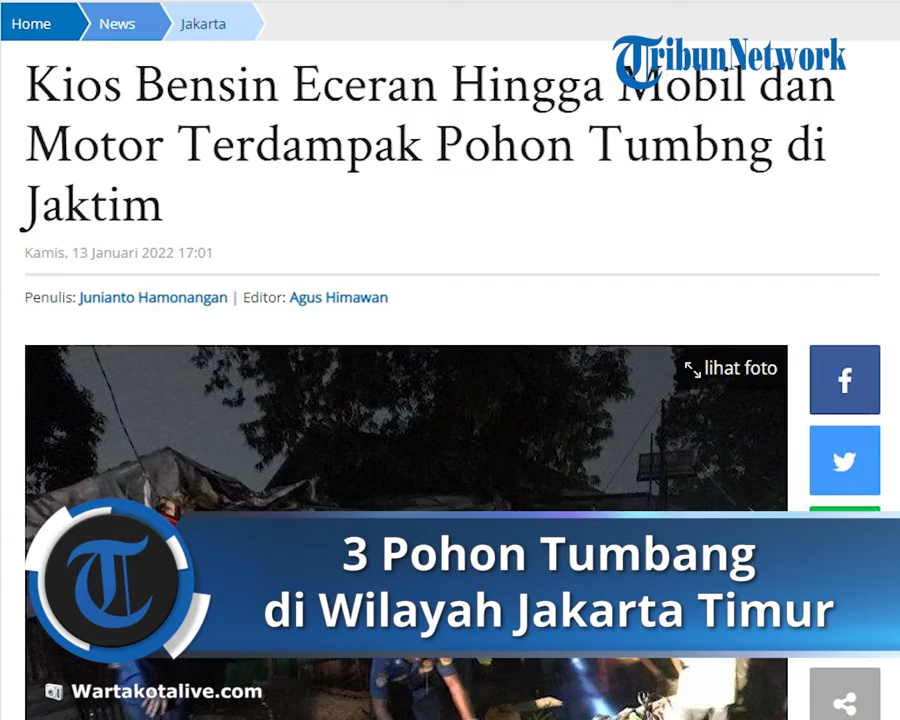 Home News Jakarta
TribunNetwork
Kios Bensin Eceran Hingga Mobil dan
Motor Terdampak Pohon Tumbng di
Jaktim
Kamis, 13 Januari 2022 17:01
Penulis: Junianto Hamonangan | Editor: Agus Himawan
lihat foto
3 Pohon Tumbang
di Wilayah Jakarta Timur
Wartakotalive.com